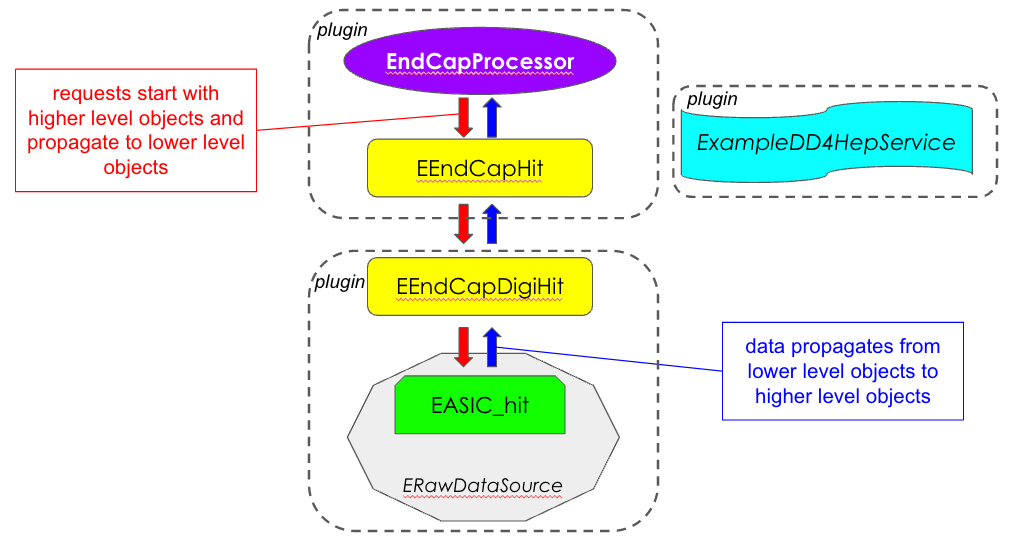 plugin
EndCapProcessor
requests start with
higher level objects and
propagate to lower level
objects
EEndCapHit
plugin
ExampleDD4HepService
plugin
EEndCapDigiHit
data propagates from
lower level objects to
higher level objects
EASIC_hit
ERawDataSource